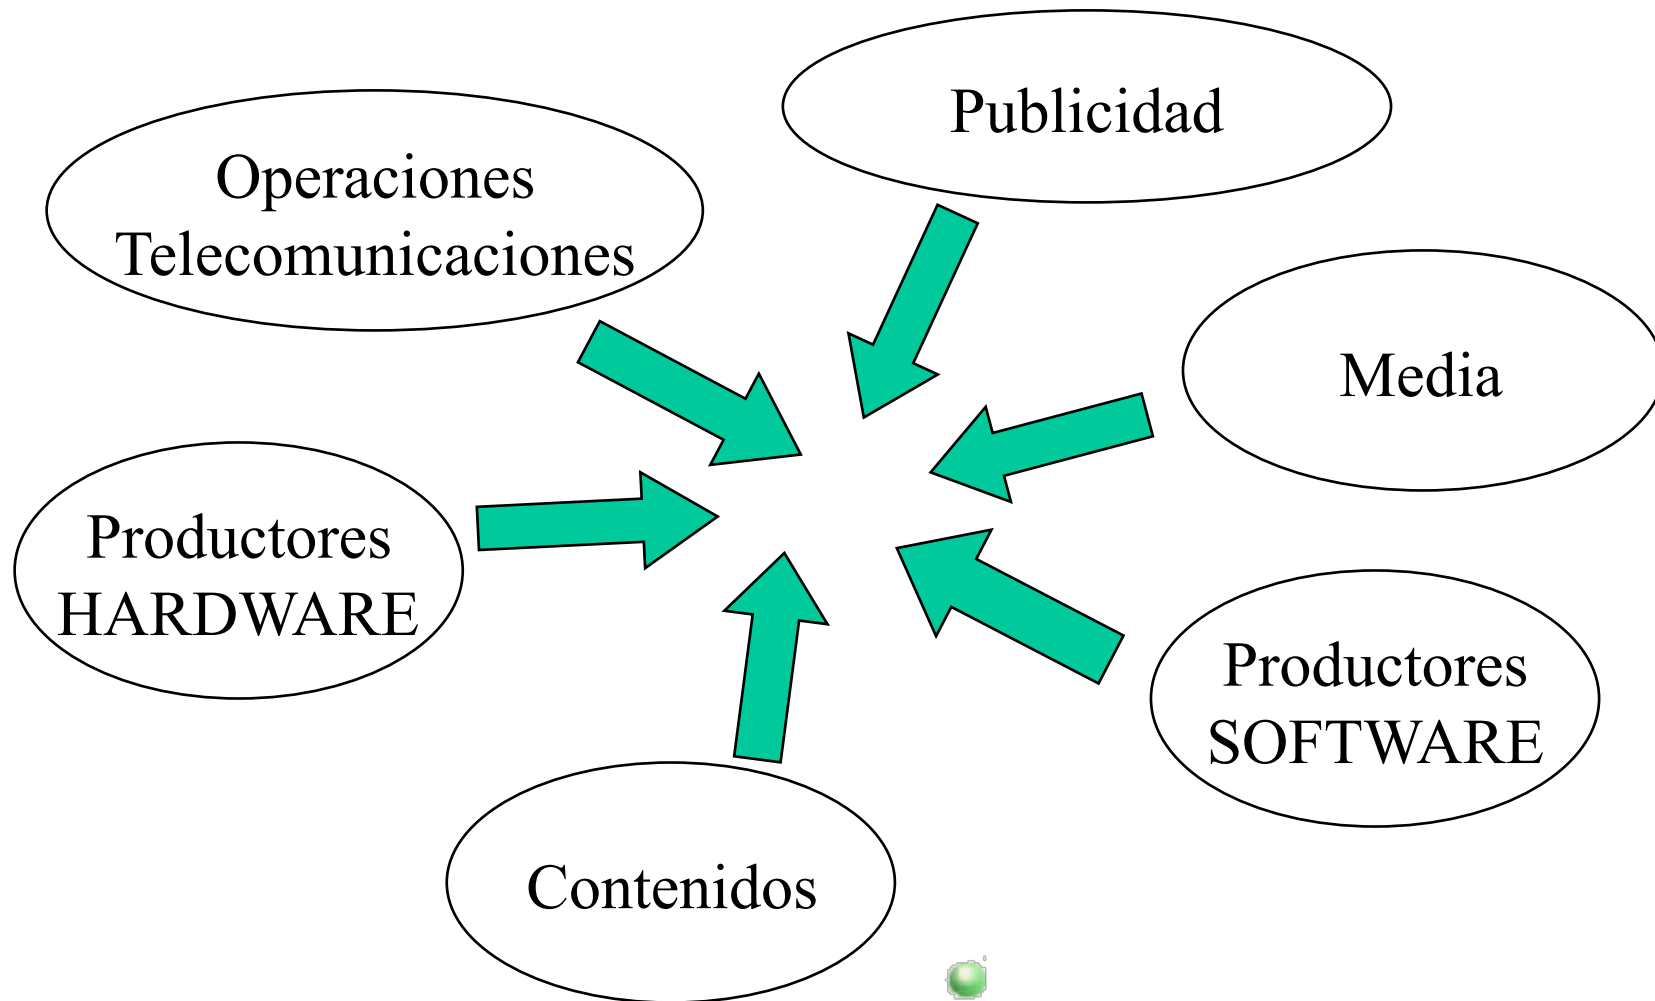 Publicidad
Operaciones
Telecomunicaciones
Media
Productores
HARDWARE
Productores
SOFTWARE
Contenidos